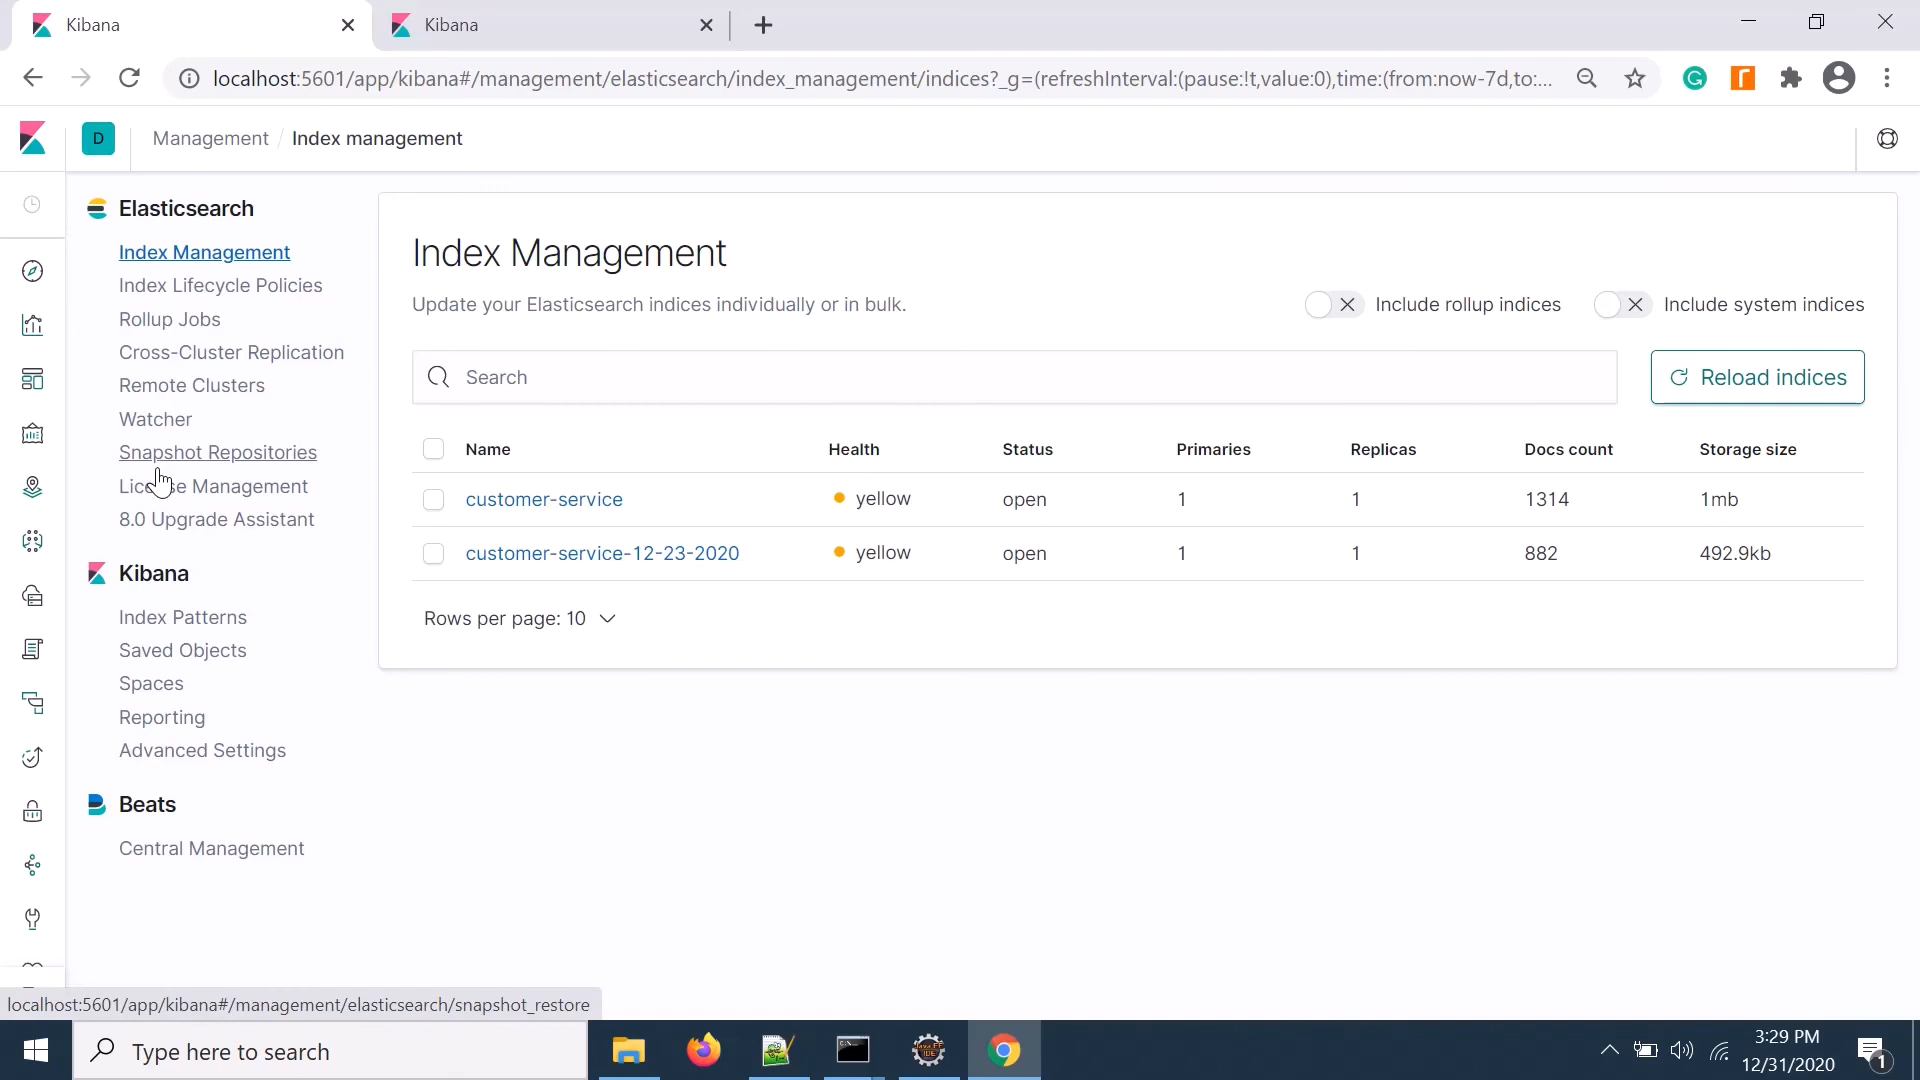 Kibana
Kibana
localhost:5601/app/kibana#/management/elasticsearch/index_management/indices?_g=(refreshInterval:(pause:!t,value:0),time:(from:now-7d,to:...
D
Management / Index management
Elasticsearch
Index Management
Index Lifecycle Policies
Rollup Jobs
Cross-Cluster Replication
Remote Clusters
Watcher
Snapshot Repositories
License Management
8.0 Upgrade Assistant
Kibana
Index Patterns
Saved Objects
Spaces
Reporting
Advanced Settings
Beats
Central Management
Index Management
Update your Elasticsearch indices individually or in bulk.
Include rollup indices
Include system indices
Search
Reload indices
Name Health Status Primaries Replicas Docs count Storage size
customer-service yellow open 1 1 1314 1mb
customer-service-12-23-2020 yellow open 1 1 882 492.9kb
Rows per page: 10
localhost:5601/app/kibana#/management/elasticsearch/snapshot_restore
Type here to search
3:29 PM
12/31/2020
1